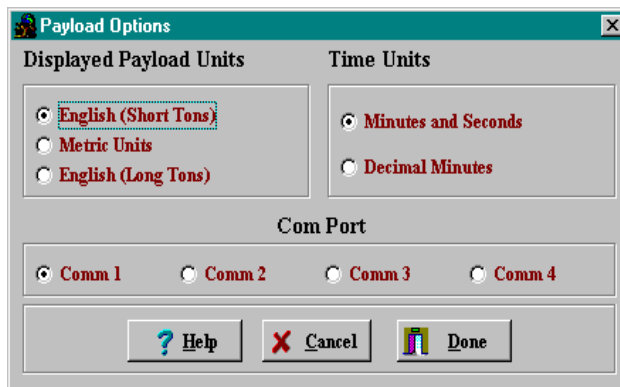 Payload Options
Displayed Payload Units
Time Units
English (Short Tons)
Metric Units
English (Long Tons)
Minutes and Seconds
Decimal Minutes
Com Port
Comm 1 Comm 2 Comm 3 Comm 4
? Help Cancel Done